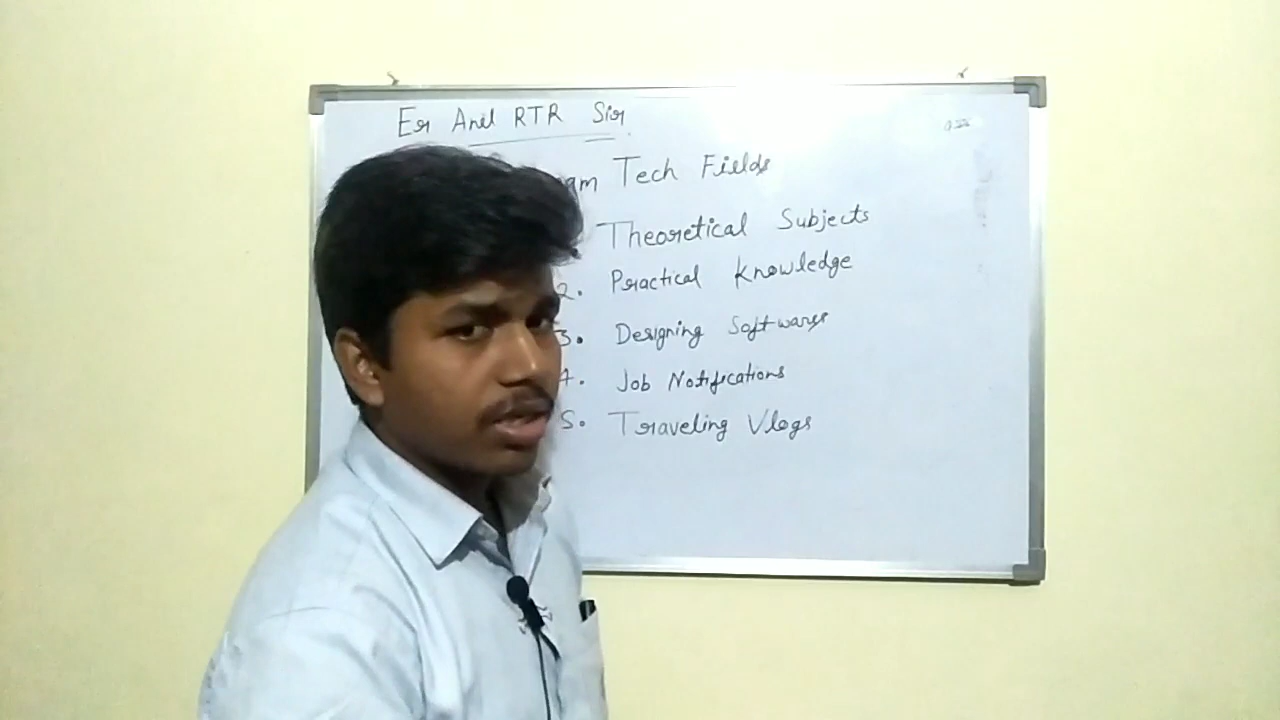 Er Anil RTR Sir
Tech Fields
Theoretical Subjects
2. Practical Knowledge
3. Designing Softwares
4. Job Notifications
5. Traveling Vlogs